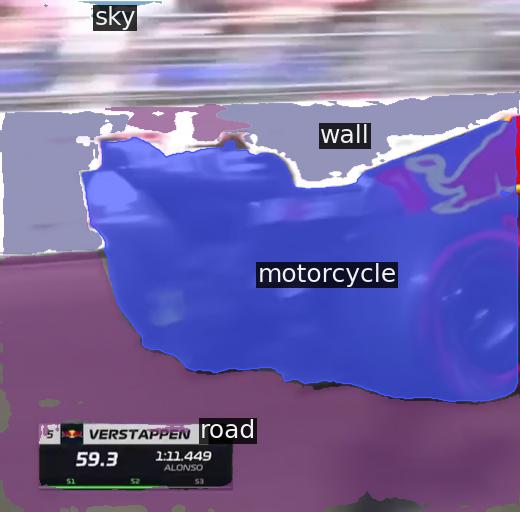 sky
wall
motorcycle
road
5 VERSTAPPEN
59.3 1:11.449
ALONSO
S1 S2 S3